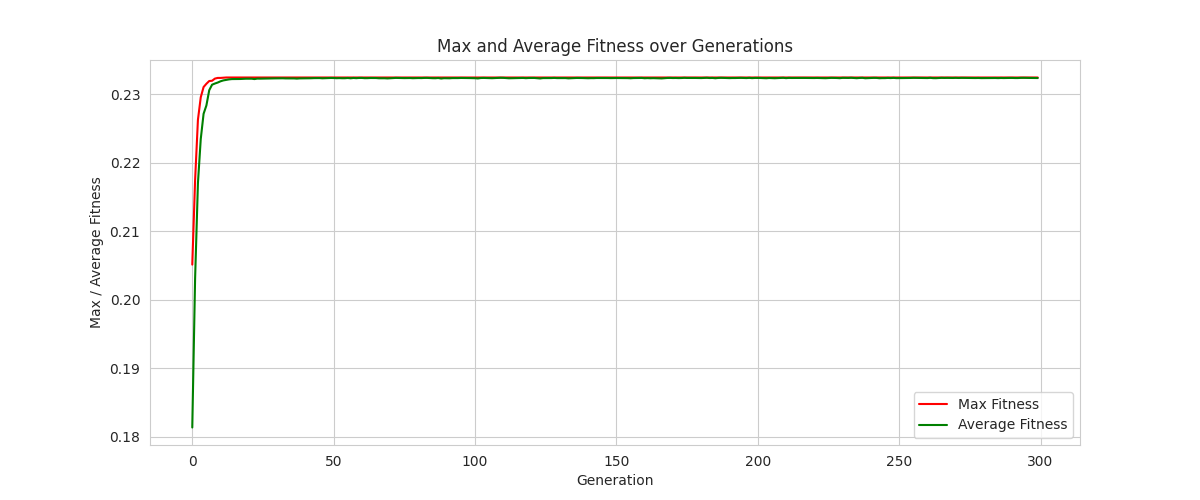 Max and Average Fitness over Generations
Max / Average Fitness
0.23
0.22
0.21
0.20
0.19
0.18
0
50
100
150
200
250
300
Generation
Max Fitness
Average Fitness